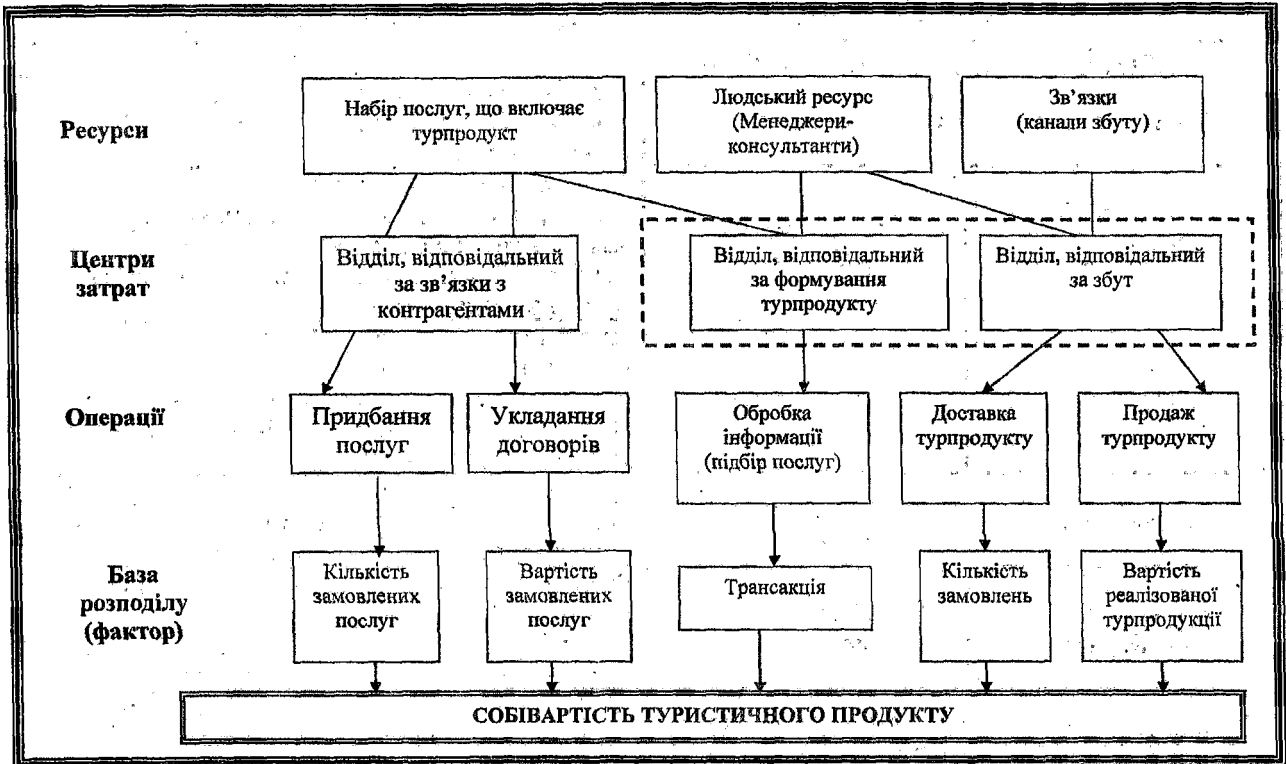 Ресурси
Набір послуг, що включає
турпродукт
Людський ресурс
(Менеджери-
консультанти)
Зв’язки
(канали збуту)
Центри
затрат
Відділ, відповідальний
за зв’язки з
контрагентами
Відділ, відповідальний
за формування
турпродукту
Відділ, відповідальний
за збут
Операції
Придбання
послуг
Укладання
договорів
Обробка
інформації
(підбір послуг)
Доставка
турпродукту
Продаж
турпродукту
База
розподілу
(фактор)
Кількість
замовлених
послуг
Вартість
замовлених
послуг
Трансакція
Кількість
замовлень
Вартість
реалізованої
турпродукції
СОБІВАРТІСТЬ ТУРИСТИЧНОГО ПРОДУКТУ